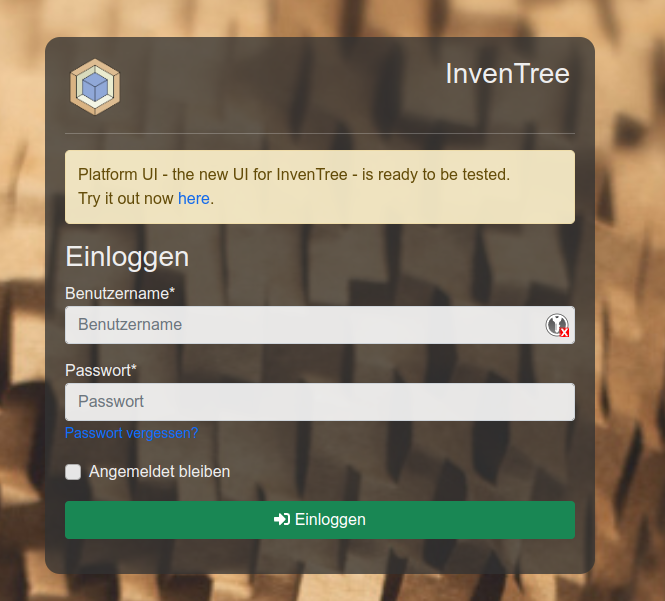 InvenTree
Platform UI - the new UI for InvenTree - is ready to be tested.
Try it out now here.
Einloggen
Benutzername*
Benutzername
Passwort*
Passwort
Passwort vergessen?
Angemeldet bleiben
Einloggen